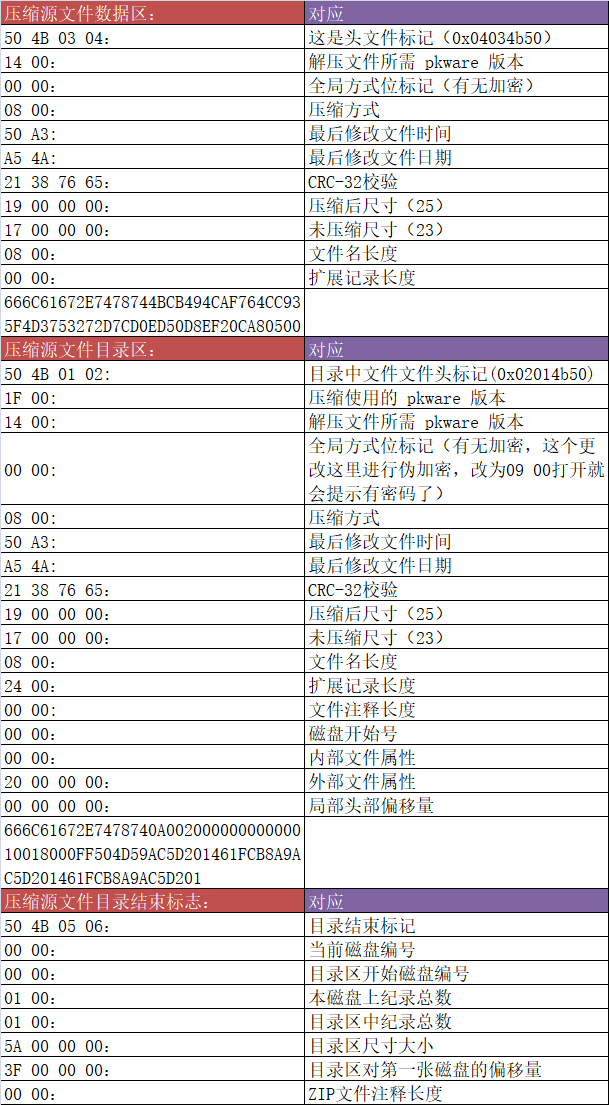 压缩源文件数据区： 对应
50 4B 03 04： 这是头文件标记（0x04034b50）
14 00： 解压文件所需 pkware 版本
00 00： 全局方式位标记（有无加密）
08 00： 压缩方式
50 A3: 最后修改文件时间
A5 4A: 最后修改文件日期
21 38 76 65： CRC-32校验
19 00 00 00： 压缩后尺寸（25）
17 00 00 00： 未压缩尺寸（23）
08 00： 文件名长度
00 00： 扩展记录长度
666C61672E7478744BCB494CAF764CC93
5F4D3753272D7CD0ED50D8EF20CA80500
压缩源文件目录区： 对应
50 4B 01 02: 目录中文件文件头标记(0x02014b50)
1F 00: 压缩使用的 pkware 版本
14 00: 解压文件所需 pkware 版本
00 00: 全局方式位标记（有无加密，这个更
改这里进行伪加密，改为09 00打开就
会提示有密码了）
08 00: 压缩方式
50 A3: 最后修改文件时间
A5 4A: 最后修改文件日期
21 38 76 65： CRC-32校验
19 00 00 00： 压缩后尺寸（25）
17 00 00 00： 未压缩尺寸（23）
08 00： 文件名长度
24 00： 扩展记录长度
00 00: 文件注释长度
00 00： 磁盘开始号
00 00： 内部文件属性
20 00 00 00： 外部文件属性
00 00 00 00： 局部头部偏移量
666C61672E7478740A002000000000000
10018000FF504D59AC5D201461FCB8A9A
C5D201461FCB8A9AC5D201
压缩源文件目录结束标志： 对应
50 4B 05 06： 目录结束标记
00 00： 当前磁盘编号
00 00： 目录区开始磁盘编号
01 00： 本磁盘上纪录总数
01 00： 目录区中纪录总数
5A 00 00 00： 目录区尺寸大小
3F 00 00 00： 目录区对第一张磁盘的偏移量
00 00： ZIP文件注释长度